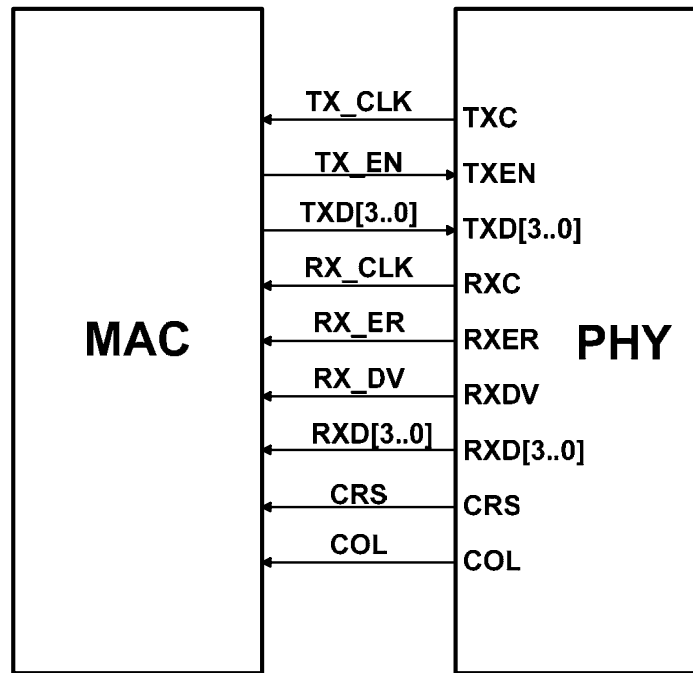 TX_CLK TXC
TX_EN TXEN
TXD[3..0] TXD[3..0]
RX_CLK RXC
MAC RX_ER RXER PHY
RX_DV RXDV
RXD[3..0] RXD[3..0]
CRS CRS
COL COL